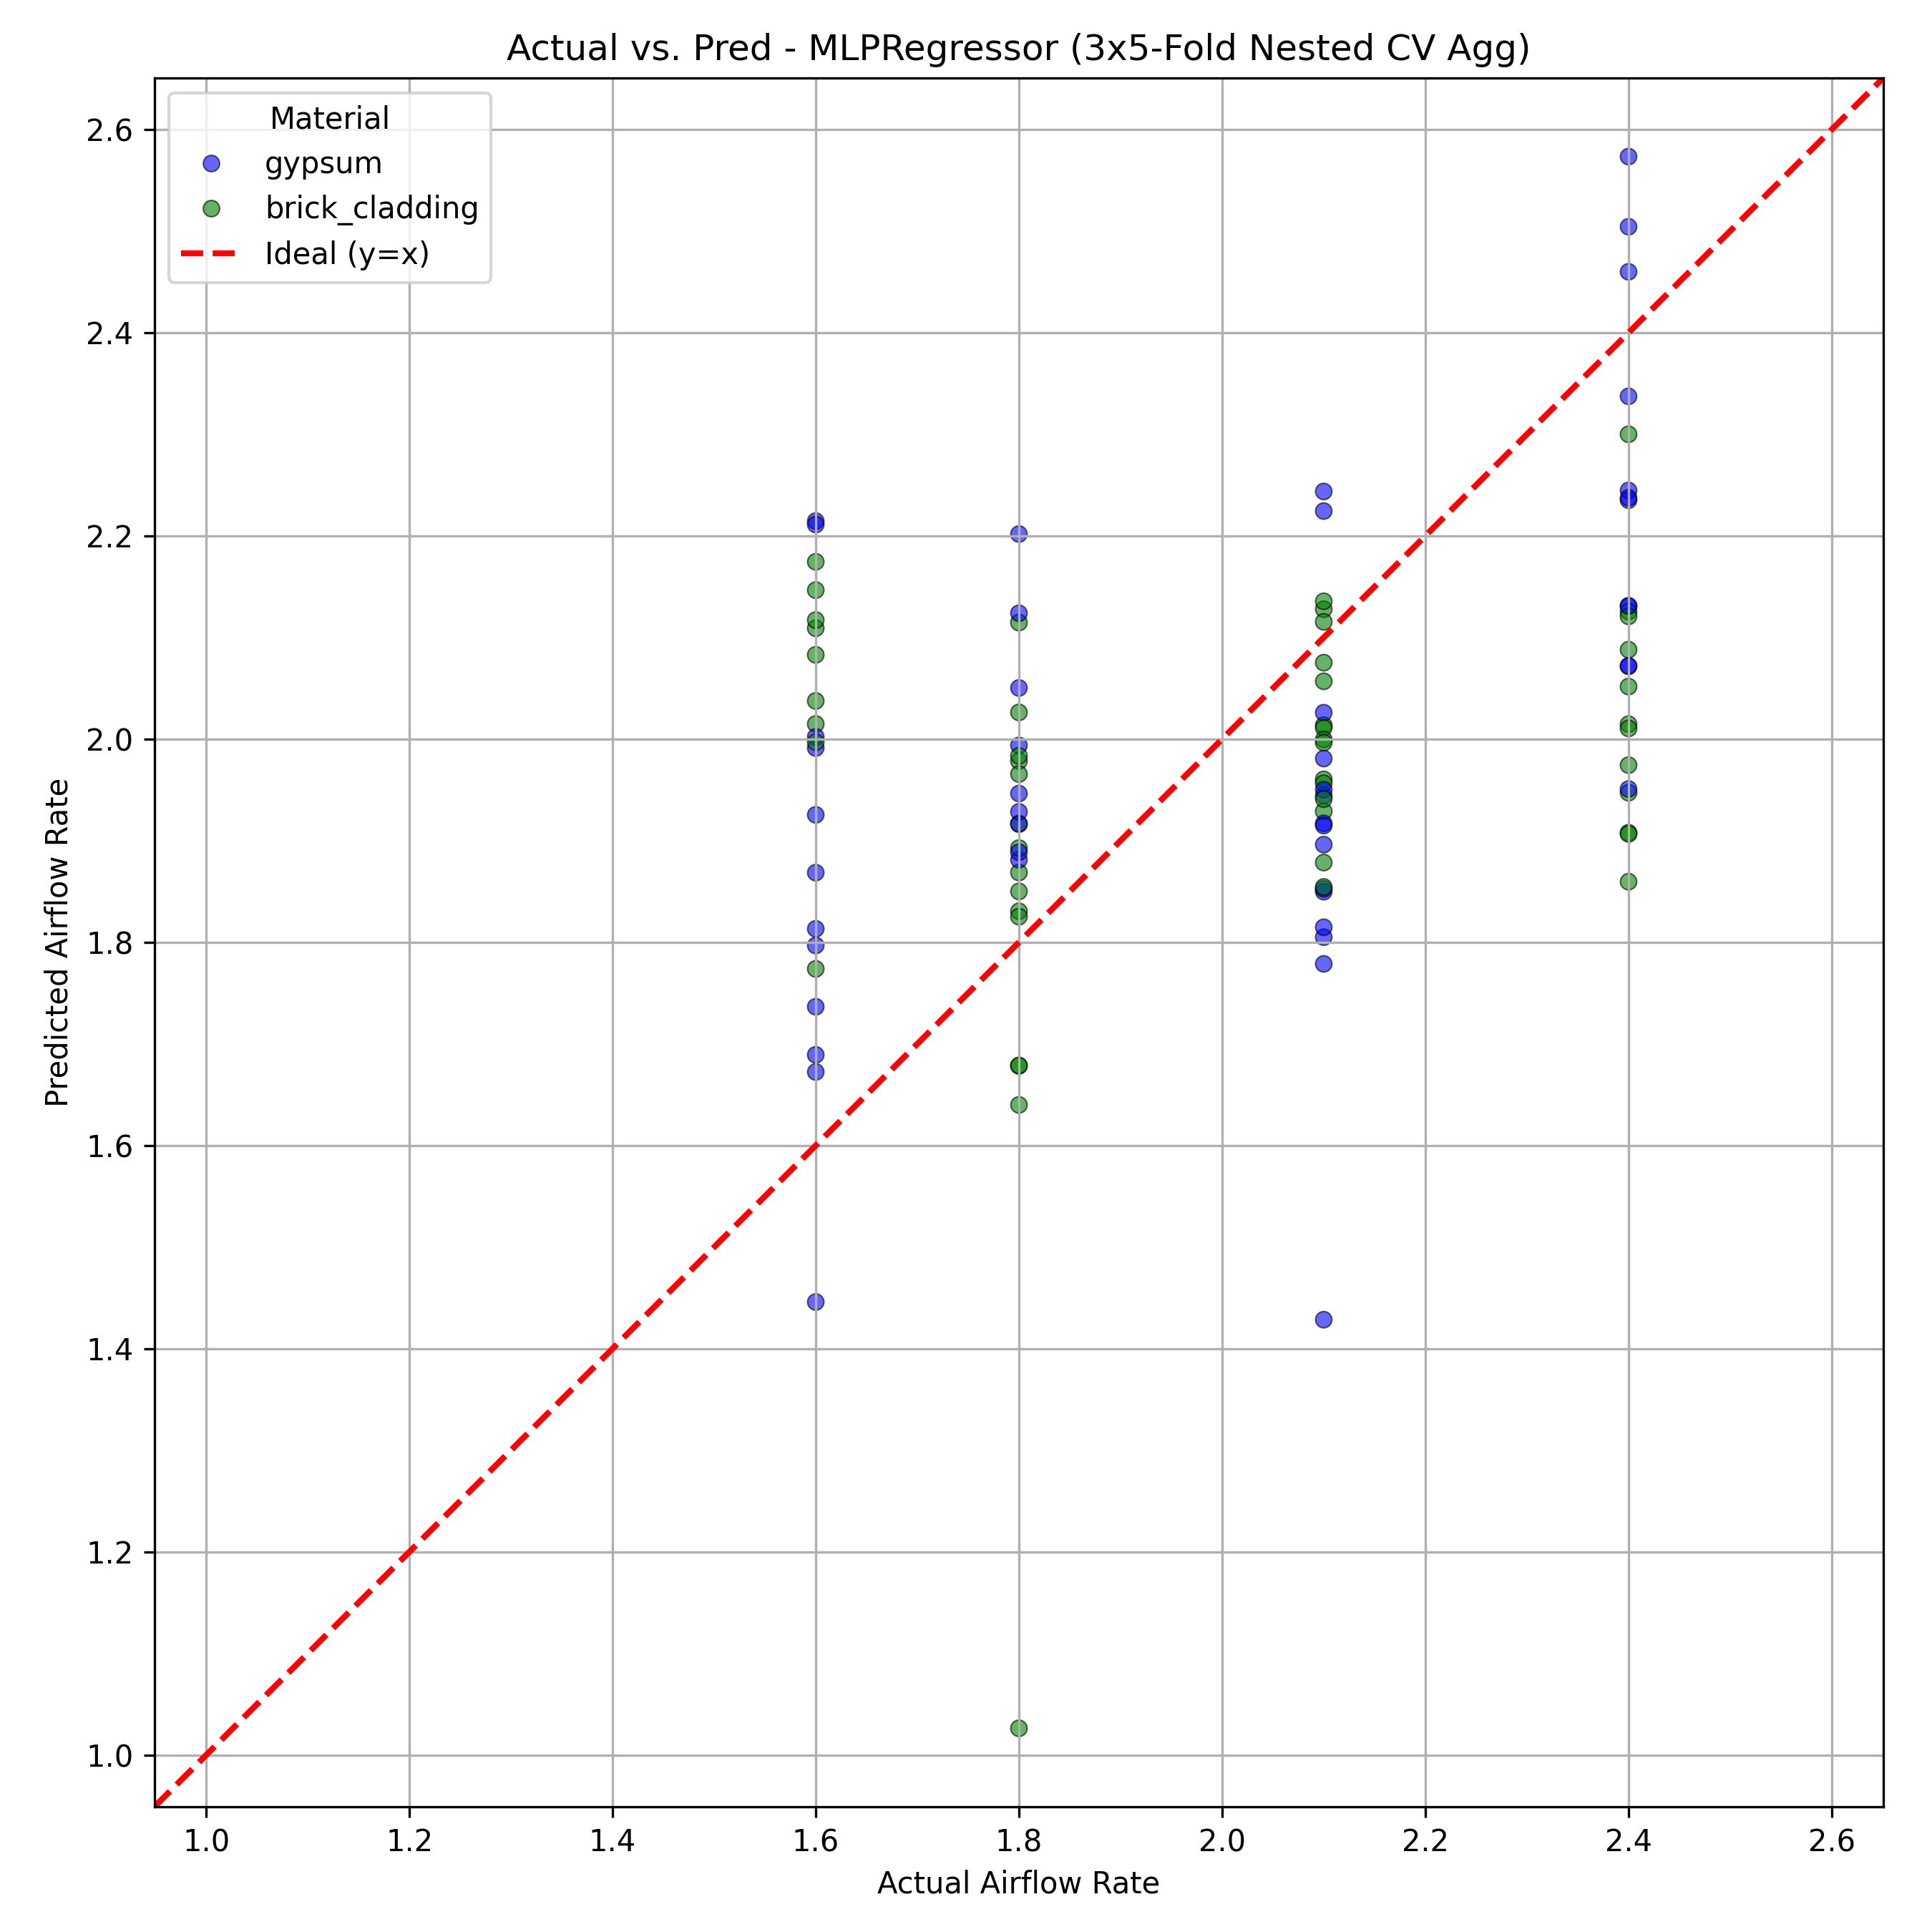 Actual vs. Pred - MLPRegressor (3x5-Fold Nested CV Agg)
Material
gypsum
brick_cladding
Ideal (y=x)
2.6
2.4
2.2
2.0
1.8
1.6
1.4
1.2
1.0
Predicted Airflow Rate
1.0 1.2 1.4 1.6 1.8 2.0 2.2 2.4 2.6
Actual Airflow Rate